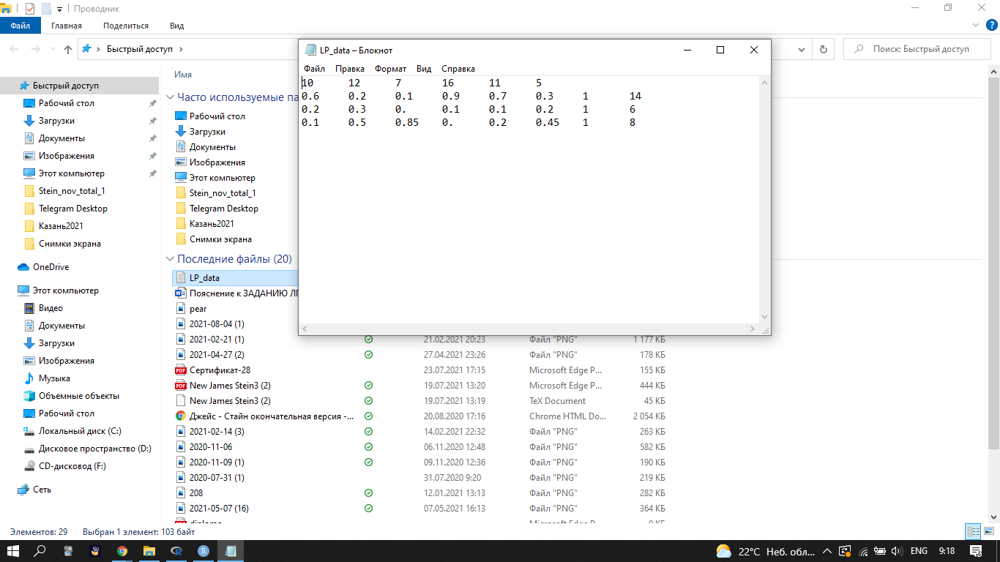 Проводник
Файл Главная Поделиться Вид
Быстрый доступ
Поиск: Быстрый доступ
Быстрый доступ
Рабочий стол
Загрузки
Документы
Изображения
Этот компьютер
Stein_nov_total_1
Telegram Desktop
Казань2021
Снимки экрана
OneDrive
Этот компьютер
Видео
Документы
Загрузки
Изображения
Музыка
Объемные объекты
Рабочий стол
Локальный диск (C:)
Дисковое пространство (D:)
CD-дисковод (F:)
Сеть
Имя
Часто используемые па
Рабочий стол
Загрузки
Документы
Изображения
Этот компьютер
Stein_nov_total_1
Telegram Desktop
Казань2021
Снимки экрана
Последние файлы (20)
LP_data
Пояснение к ЗАДАНИЮ ЛГ
pear
2021-08-04 (1)
2021-02-21 (1) 21.02.2021 20:23 Файл "PNG" 1 177 КБ
2021-04-27 (2) 27.04.2021 23:26 Файл "PNG" 178 КБ
Сертификат-28 23.07.2021 17:15 Microsoft Edge P... 155 КБ
New James Stein3 (2) 19.07.2021 13:20 Microsoft Edge P... 444 КБ
New James Stein3 (2) 19.07.2021 13:19 TeX Document 45 КБ
Джейс - Стайн окончательная версия -... 20.08.2020 17:16 Chrome HTML Do... 2 054 КБ
2021-02-14 (3) 14.02.2021 22:32 Файл "PNG" 263 КБ
2020-11-06 06.11.2020 12:48 Файл "PNG" 582 КБ
2020-11-09 (1) 09.11.2020 12:36 Файл "PNG" 190 КБ
2020-07-31 (1) 31.07.2020 9:20 Файл "PNG" 219 КБ
208 12.01.2021 13:13 Файл "PNG" 282 КБ
2021-05-07 (16) 07.05.2021 16:13 Файл "PNG" 364 КБ
LP_data – Блокнот
Файл Правка Формат Вид Справка
10 12 7 16 11 5
0.6 0.2 0.1 0.9 0.7 0.3 1 14
0.2 0.3 0. 0.1 0.1 0.2 1 6
0.1 0.5 0.85 0. 0.2 0.45 1 8
Элементов: 29 Выбран 1 элемент: 103 байт
22°C Неб. обл... ENG 9:18